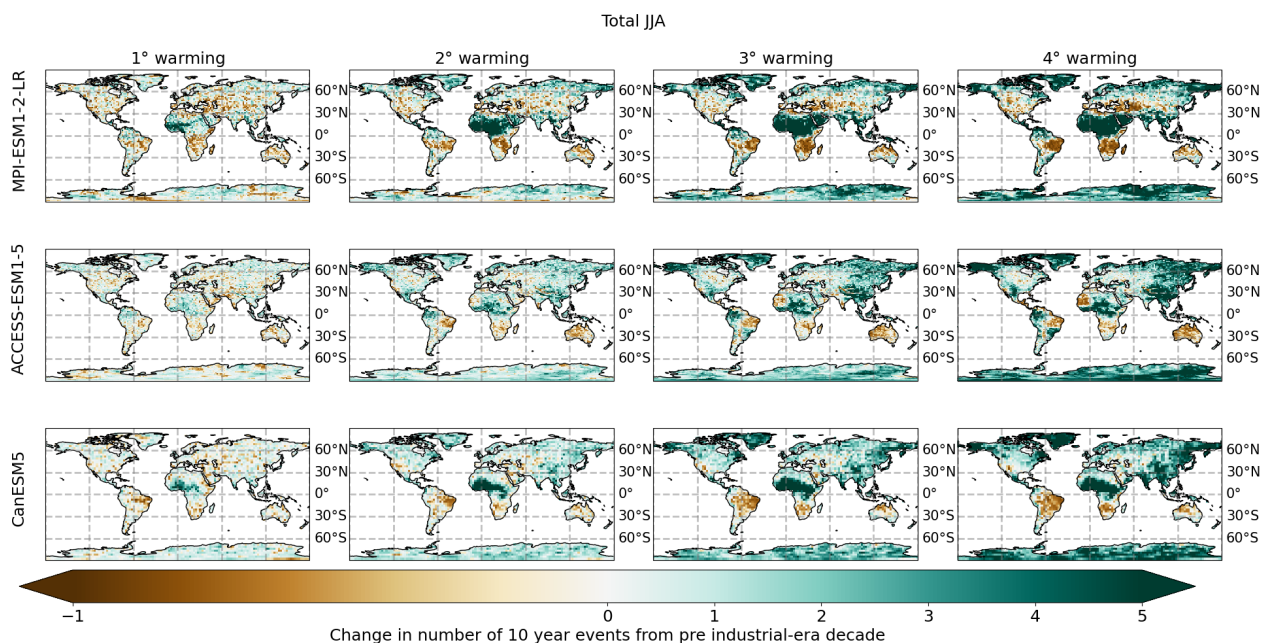 Total JJA
1° warming 2° warming 3° warming 4° warming
MPI-ESM1-2-LR
60°N 60°N 60°N 60°N
30°N 30°N 30°N 30°N
0° 0° 0° 0°
30°S 30°S 30°S 30°S
60°S 60°S 60°S 60°S
ACCESS-ESM1-5
60°N 60°N 60°N 60°N
30°N 30°N 30°N 30°N
0° 0° 0° 0°
30°S 30°S 30°S 30°S
60°S 60°S 60°S 60°S
CanESM5
60°N 60°N 60°N 60°N
30°N 30°N 30°N 30°N
0° 0° 0° 0°
30°S 30°S 30°S 30°S
60°S 60°S 60°S 60°S
−1 0 1 2 3 4 5
Change in number of 10 year events from pre industrial-era decade